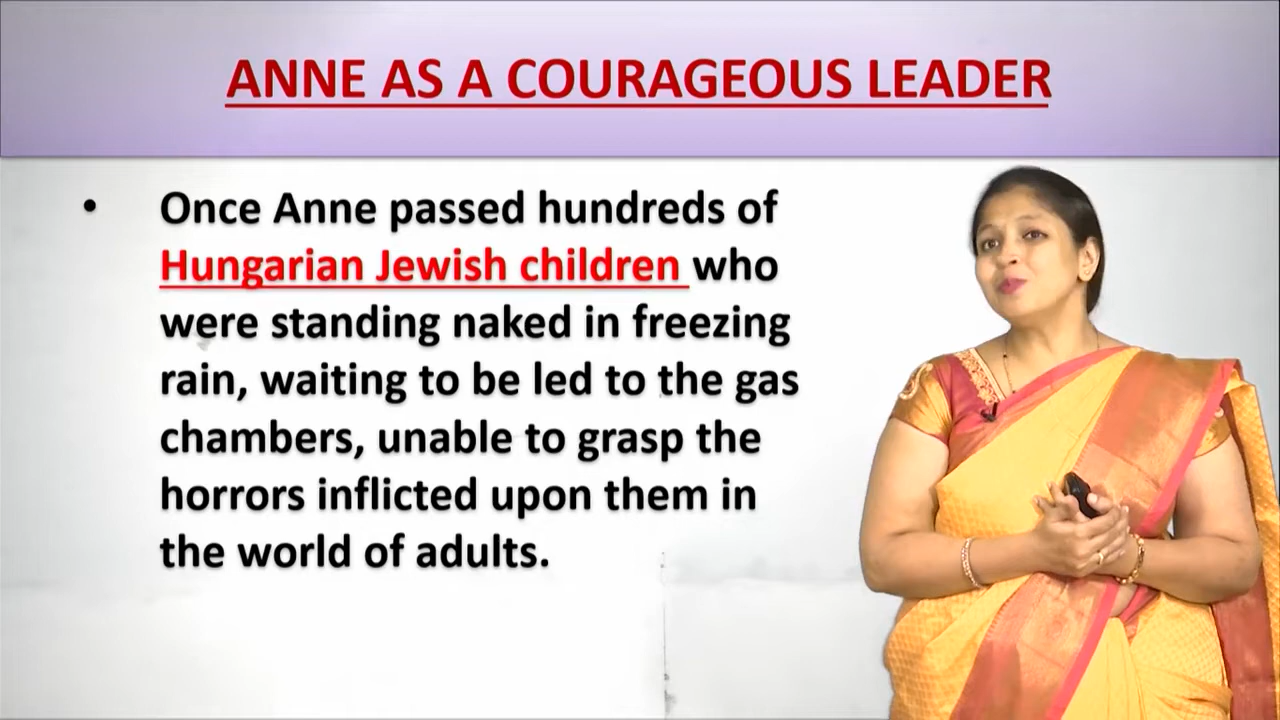 ANNE AS A COURAGEOUS LEADER
• Once Anne passed hundreds of
Hungarian Jewish children who
were standing naked in freezing
rain, waiting to be led to the gas
chambers, unable to grasp the
horrors inflicted upon them in
the world of adults.